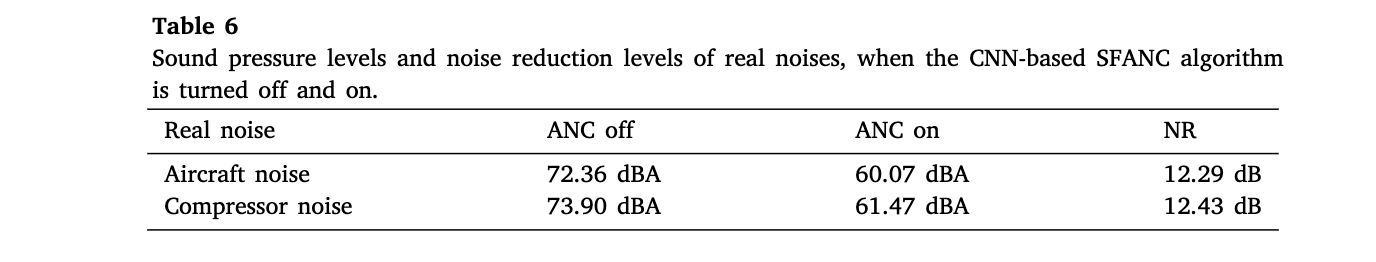 Table 6
Sound pressure levels and noise reduction levels of real noises, when the CNN-based SFANC algorithm
is turned off and on.
Real noise ANC off ANC on NR
Aircraft noise 72.36 dBA 60.07 dBA 12.29 dB
Compressor noise 73.90 dBA 61.47 dBA 12.43 dB